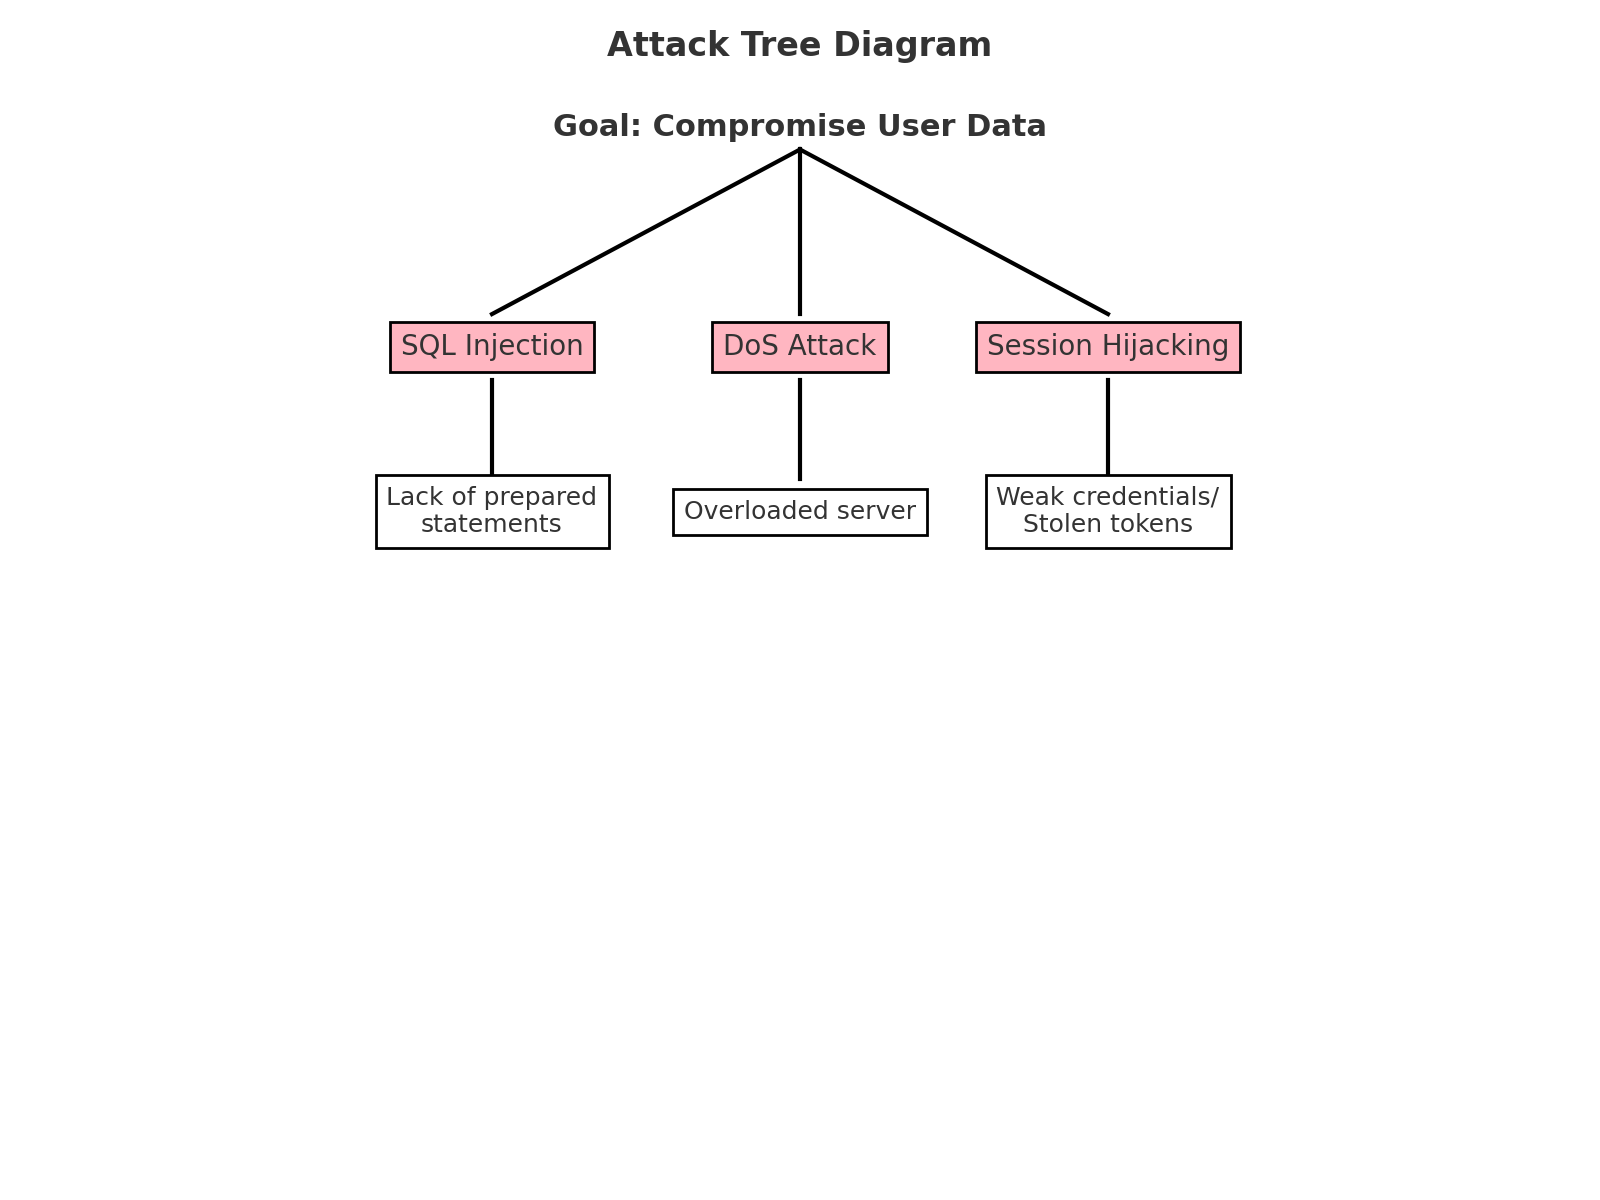 Attack Tree Diagram
Goal: Compromise User Data
SQL Injection
DoS Attack
Session Hijacking
Lack of prepared
statements
Overloaded server
Weak credentials/
Stolen tokens